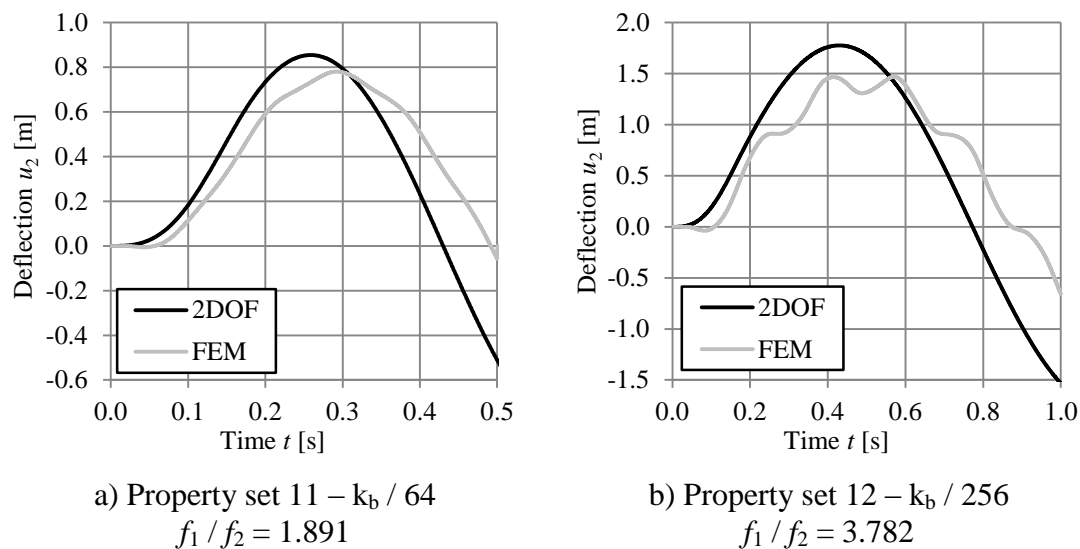 1.0
0.8
0.6
0.4
0.2
0.0
-0.2
-0.4
-0.6
Deflection u₂ [m]
2DOF
FEM
0.0 0.1 0.2 0.3 0.4 0.5
Time t [s]
a) Property set 11 – k_b / 64
f₁ / f₂ = 1.891
2.0
1.5
1.0
0.5
0.0
-0.5
-1.0
-1.5
Deflection u₂ [m]
2DOF
FEM
0.0 0.2 0.4 0.6 0.8 1.0
Time t [s]
b) Property set 12 – k_b / 256
f₁ / f₂ = 3.782